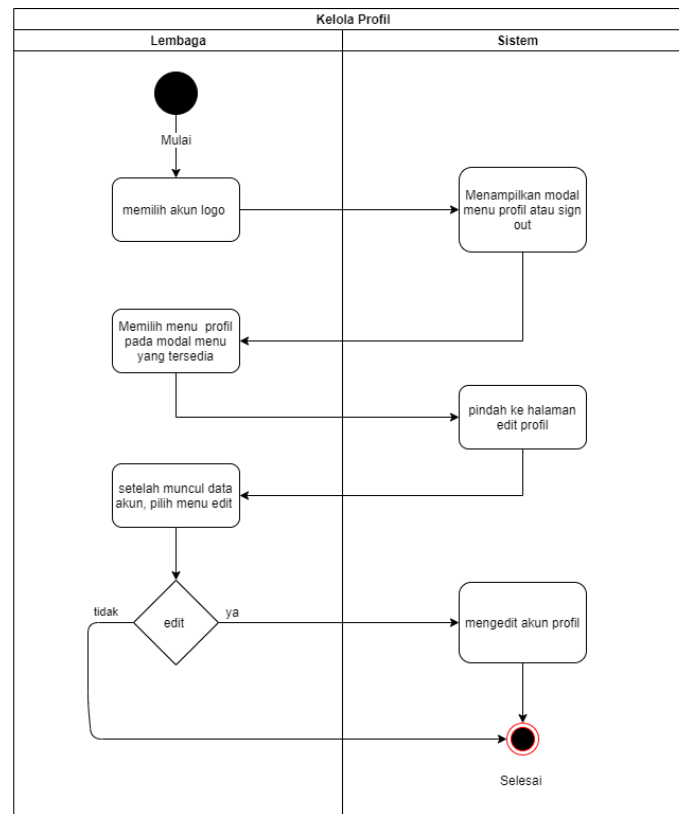 Kelola Profil
Lembaga
Sistem
Mulai
memilih akun logo
Menampilkan modal
menu profil atau sign
out
Memilih menu profil
pada modal menu
yang tersedia
pindah ke halaman
edit profil
setelah muncul data
akun, pilih menu edit
tidak
edit
ya
mengedit akun profil
Selesai